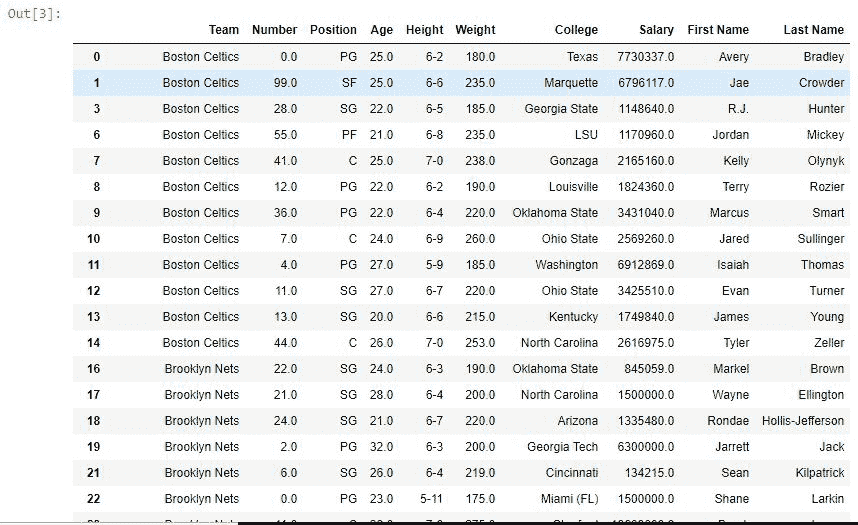 Out[3]:
Team Number Position Age Height Weight College Salary First Name Last Name
0 Boston Celtics 0.0 PG 25.0 6-2 180.0 Texas 7730337.0 Avery Bradley
1 Boston Celtics 99.0 SF 25.0 6-6 235.0 Marquette 6796117.0 Jae Crowder
3 Boston Celtics 28.0 SG 22.0 6-5 185.0 Georgia State 1148640.0 R.J. Hunter
6 Boston Celtics 55.0 PF 21.0 6-8 235.0 LSU 1170960.0 Jordan Mickey
7 Boston Celtics 41.0 C 25.0 7-0 238.0 Gonzaga 2165160.0 Kelly Olynyk
8 Boston Celtics 12.0 PG 22.0 6-2 190.0 Louisville 1824360.0 Terry Rozier
9 Boston Celtics 36.0 PG 22.0 6-4 220.0 Oklahoma State 3431040.0 Marcus Smart
10 Boston Celtics 7.0 C 24.0 6-9 260.0 Ohio State 2569260.0 Jared Sullinger
11 Boston Celtics 4.0 PG 27.0 5-9 185.0 Washington 6912869.0 Isaiah Thomas
12 Boston Celtics 11.0 SG 27.0 6-7 220.0 Ohio State 3425510.0 Evan Turner
13 Boston Celtics 13.0 SG 20.0 6-6 215.0 Kentucky 1749840.0 James Young
14 Boston Celtics 44.0 C 26.0 7-0 253.0 North Carolina 2616975.0 Tyler Zeller
16 Brooklyn Nets 22.0 SG 24.0 6-3 190.0 Oklahoma State 845059.0 Markel Brown
17 Brooklyn Nets 21.0 SG 28.0 6-4 200.0 North Carolina 1500000.0 Wayne Ellington
18 Brooklyn Nets 24.0 SG 21.0 6-7 220.0 Arizona 1335480.0 Rondae Hollis-Jefferson
19 Brooklyn Nets 2.0 PG 32.0 6-3 200.0 Georgia Tech 6300000.0 Jarrett Jack
21 Brooklyn Nets 6.0 SG 26.0 6-4 219.0 Cincinnati 134215.0 Sean Kilpatrick
22 Brooklyn Nets 0.0 PG 23.0 5-11 175.0 Miami (FL) 1500000.0 Shane Larkin